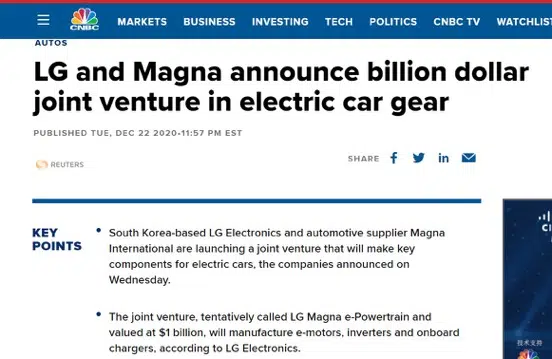 CNBC
MARKETS BUSINESS INVESTING TECH POLITICS CNBC TV WATCHLIST
AUTOS
LG and Magna announce billion dollar
joint venture in electric car gear
PUBLISHED TUE, DEC 22 2020•11:57 PM EST
REUTERS
SHARE
KEY
POINTS
• South Korea-based LG Electronics and automotive supplier Magna
International are launching a joint venture that will make key
components for electric cars, the companies announced on
Wednesday.
• The joint venture, tentatively called LG Magna e-Powertrain and
valued at $1 billion, will manufacture e-motors, inverters and onboard
chargers, according to LG Electronics.
技术支持